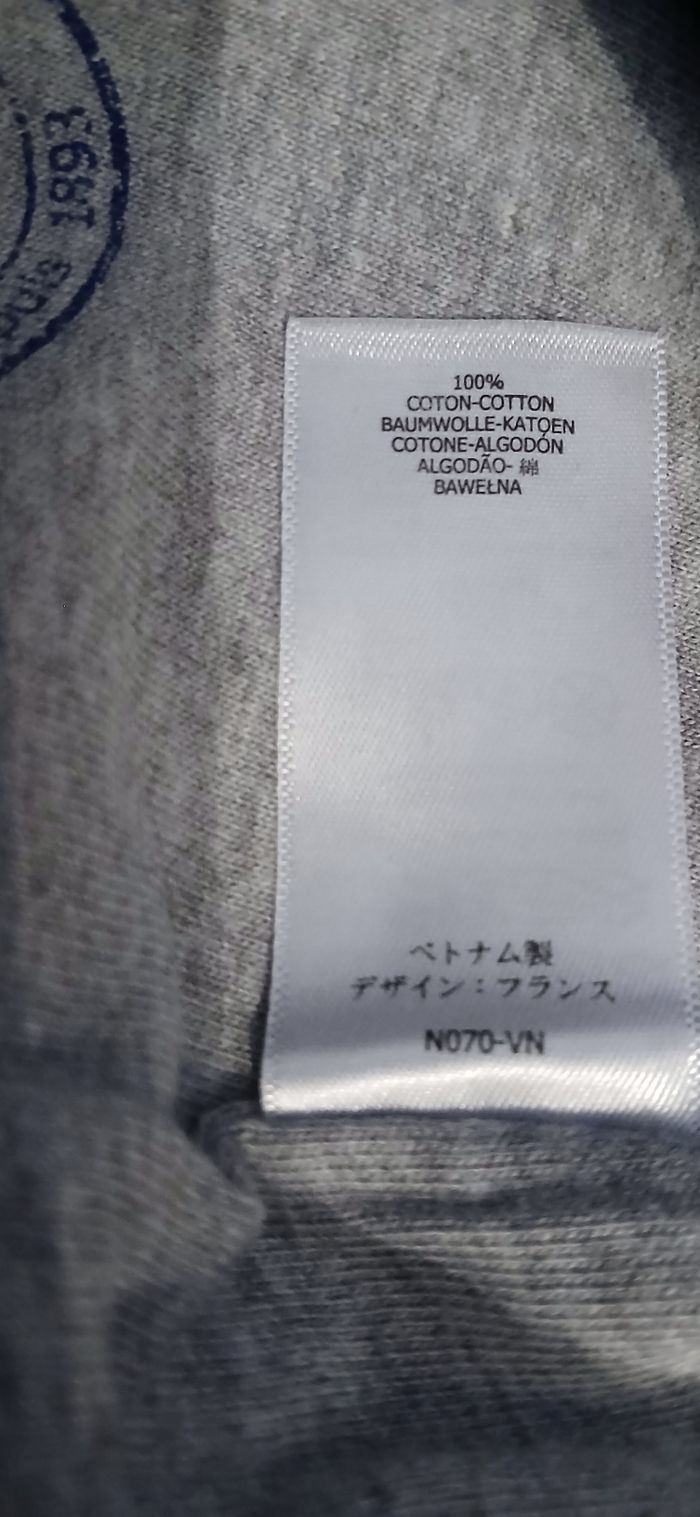 1893
100%
COTON-COTTON
BAUMWOLLE-KATOEN
COTONE-ALGODÓN
ALGODÃO- 綿
BAWEŁNA
ベトナム製
デザイン：フランス
N070-VN